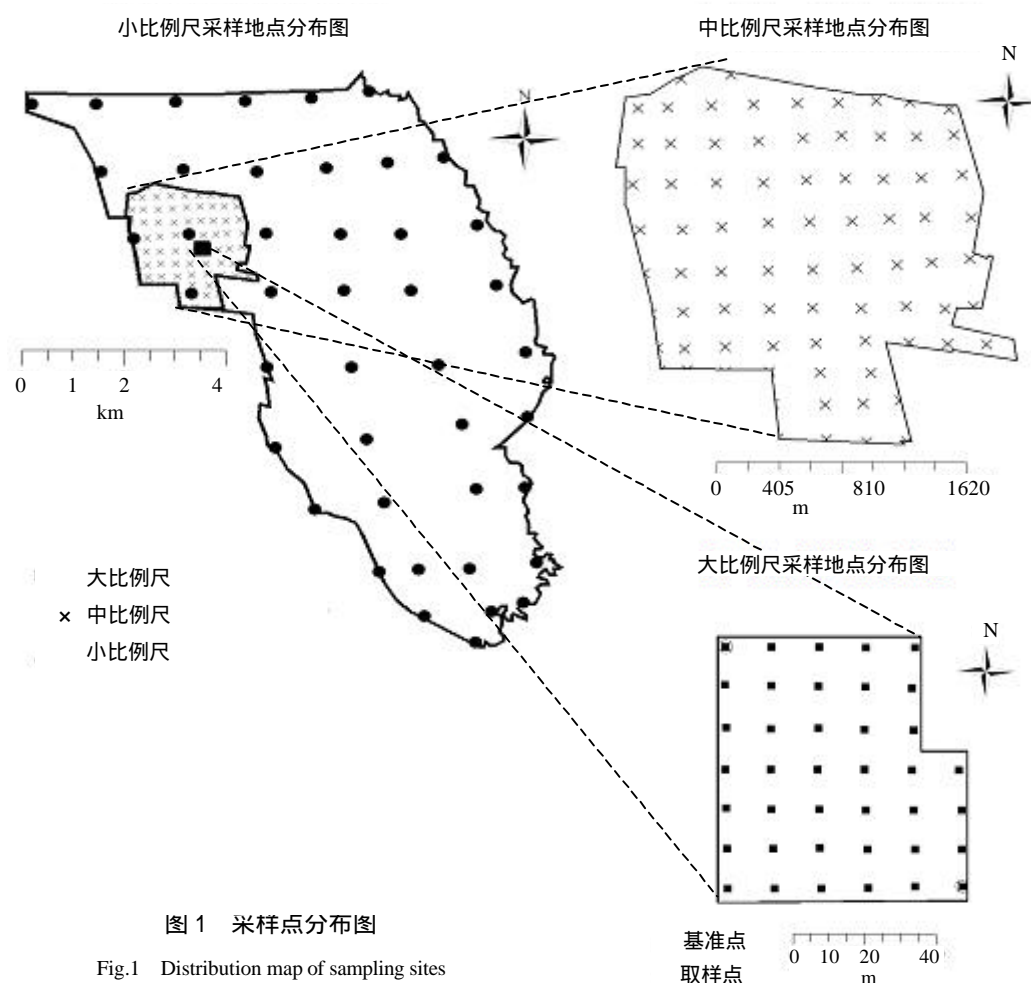 小比例尺采样地点分布图
中比例尺采样地点分布图
N
N
0 1 2 4
km
0 405 810 1620
m
大比例尺采样地点分布图
大比例尺
× 中比例尺
小比例尺
N
图 1 采样点分布图
Fig.1 Distribution map of sampling sites
基准点
取样点
0 10 20 40
m